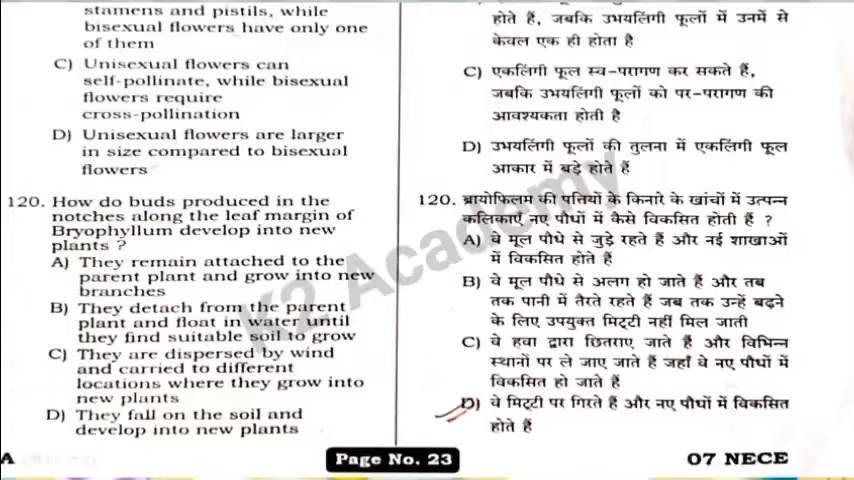 stamens and pistils, while
bisexual flowers have only one
of them
C) Unisexual flowers can
self-pollinate, while bisexual
flowers require
cross-pollination
D) Unisexual flowers are larger
in size compared to bisexual
flowers
120. How do buds produced in the
notches along the leaf margin of
Bryophyllum develop into new
plants ?
A) They remain attached to the
parent plant and grow into new
branches
B) They detach from the parent
plant and float in water until
they find suitable soil to grow
C) They are dispersed by wind
and carried to different
locations where they grow into
new plants
D) They fall on the soil and
develop into new plants
होते हैं, जबकि उभयलिंगी फूलों में उनमें से
केवल एक ही होता है
C) एकलिंगी फूल स्व-परागण कर सकते हैं,
जबकि उभयलिंगी फूलों को पर-परागण की
आवश्यकता होती है
D) उभयलिंगी फूलों की तुलना में एकलिंगी फूल
आकार में बड़े होते हैं
120. ब्रायोफिलम की पत्तियों के किनारे के खांचों में उत्पन्न
कलिकाएँ नए पौधों में कैसे विकसित होती हैं ?
A) वे मूल पौधे से जुड़े रहते हैं और नई शाखाओं
में विकसित होते हैं
B) वे मूल पौधे से अलग हो जाते हैं और तब
तक पानी में तैरते रहते हैं जब तक उन्हें बढ़ने
के लिए उपयुक्त मिट्टी नहीं मिल जाती
C) वे हवा द्वारा छितराए जाते हैं और विभिन्न
स्थानों पर ले जाए जाते हैं जहाँ वे नए पौधों में
विकसित हो जाते हैं
D) वे मिट्टी पर गिरते हैं और नए पौधों में विकसित
होते हैं
K2 Academy
A
Page No. 23
07 NECE